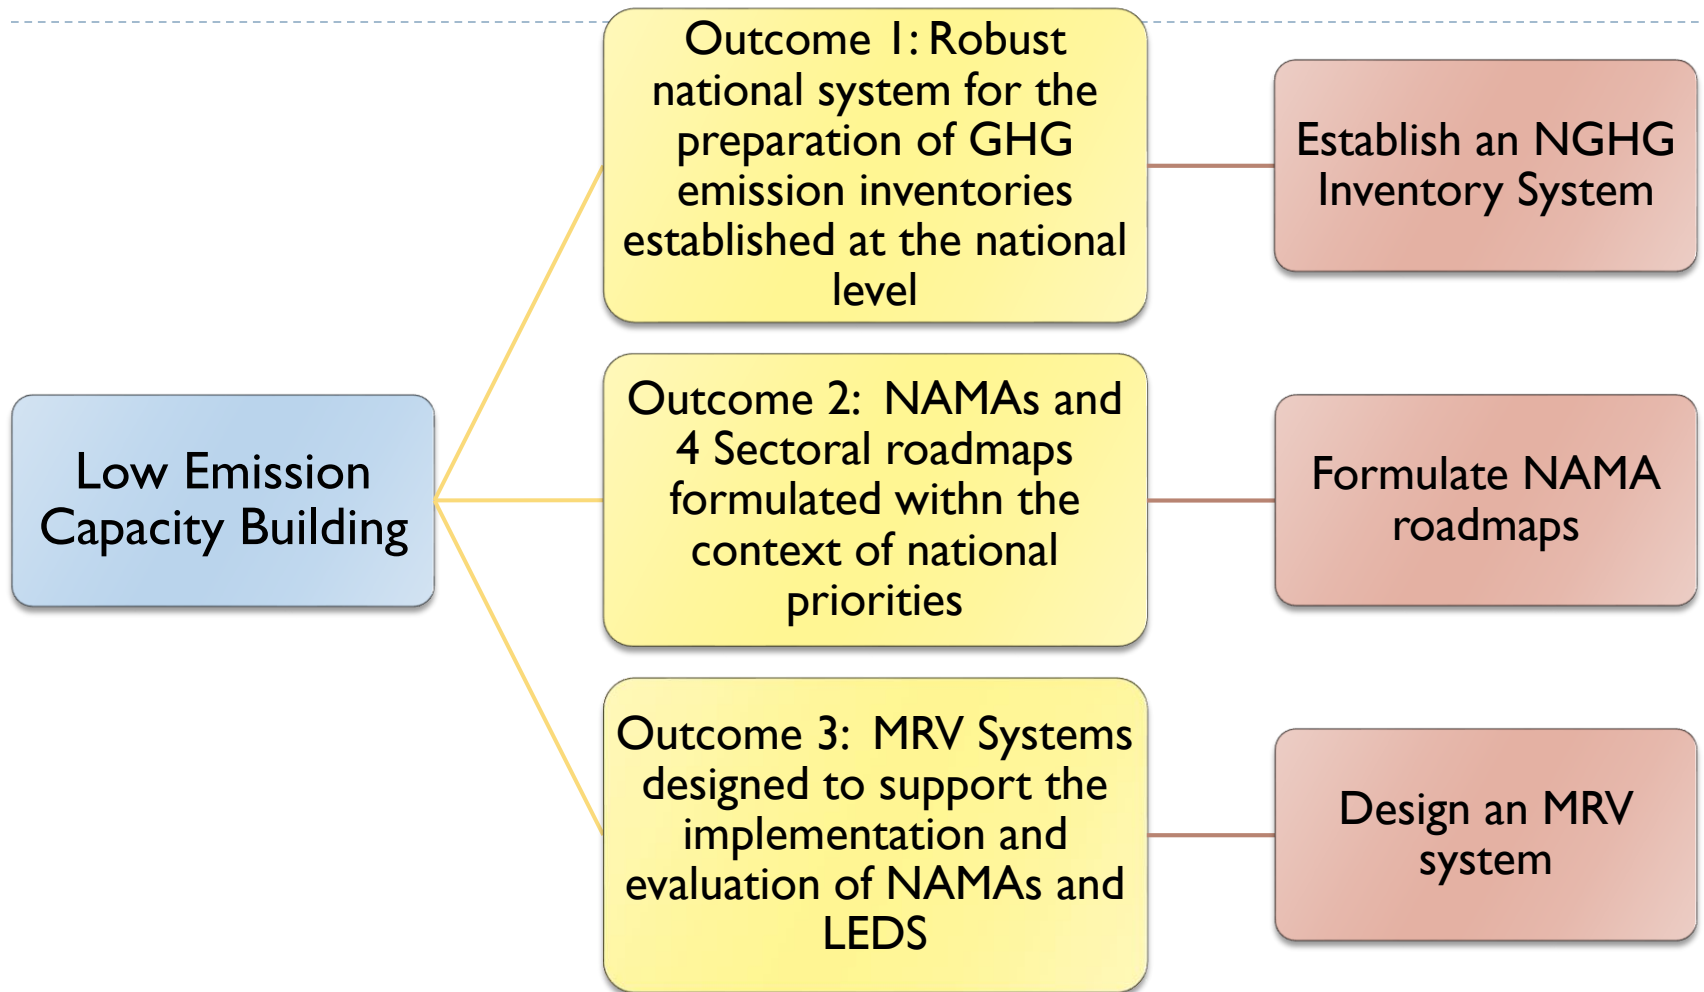 Low Emission
Capacity Building
Outcome 1: Robust
national system for the
preparation of GHG
emission inventories
established at the national
level
Establish an NGHG
Inventory System
Outcome 2:  NAMAs and
4 Sectoral roadmaps
formulated withn the
context of national
priorities
Formulate NAMA
roadmaps
Outcome 3:  MRV Systems
designed to support the
implementation and
evaluation of NAMAs and
LEDS
Design an MRV
system